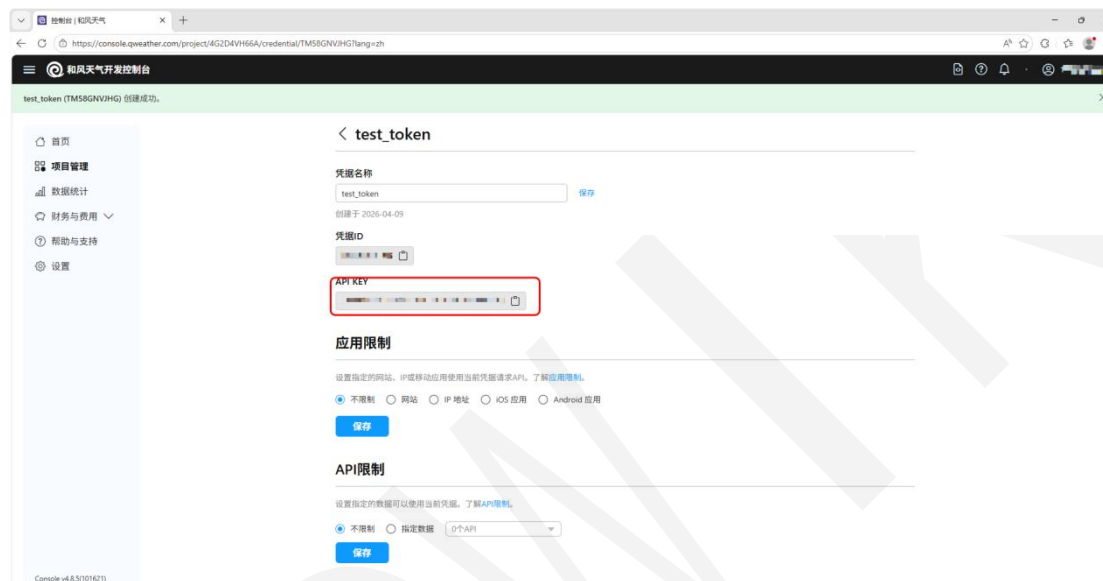 控制台 | 和风天气
https://console.qweather.com/project/4G2D4VH66A/credential/TM58GNVJHG?lang=zh
和风天气开发控制台
test_token (TM58GNVJHG) 创建成功。
首页
项目管理
数据统计
财务与费用
帮助与支持
设置
test_token
凭据名称
test_token 保存
创建于 2026-04-09
凭据ID
API KEY
应用限制
设置指定的网站、IP或移动应用使用当前凭据请求API。了解应用限制。
不限制 网站 IP 地址 iOS 应用 Android 应用
保存
API限制
设置指定的数据可以使用当前凭据。了解API限制。
不限制 指定数据 0个API
保存
Console v4.8.5(101621)